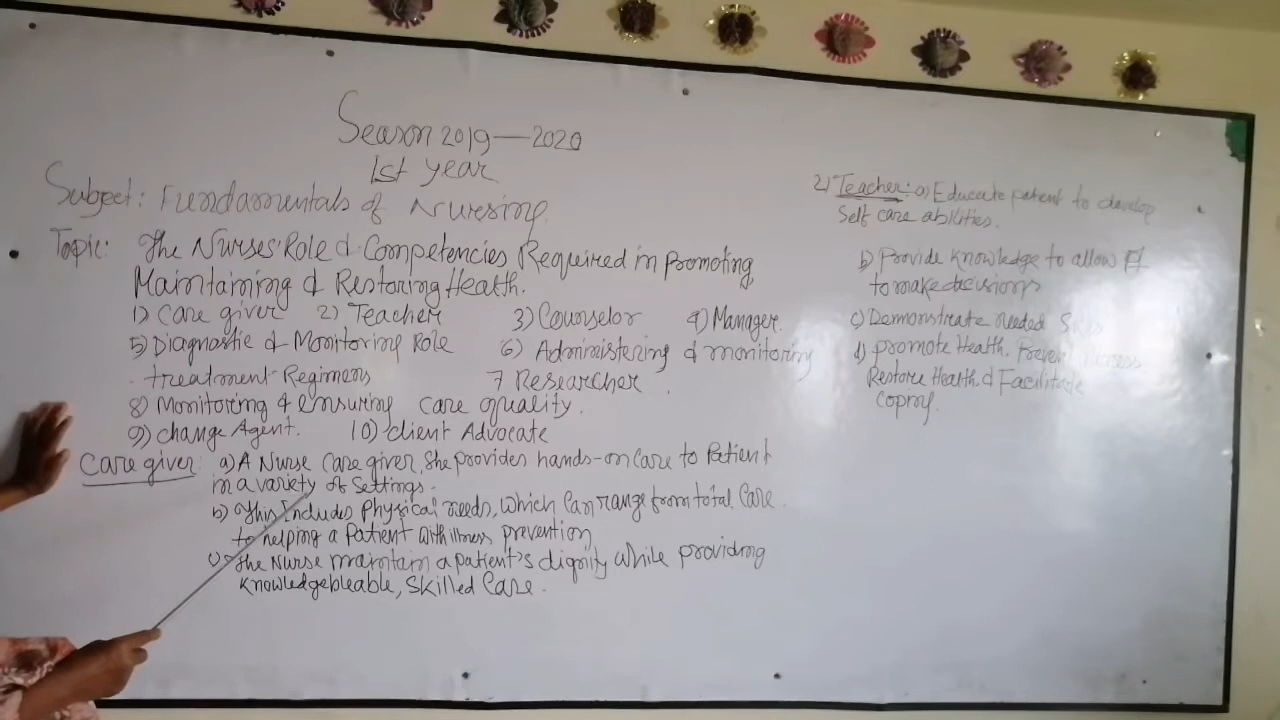 Season 2019—2020
1st year
Subject: Fundamentals of Nursing.
Topic: The Nurses' Role & Competencies Required in Promoting
Maintaining & Restoring Health.
1) Care giver 2) Teacher 3) Counselor 4) Manager.
5) Diagnostic & Monitoring Role 6) Administering & monitoring
treatment Regimens 7 Researcher
8) Monitoring & ensuring care quality.
9) change Agent. 10) client Advocate
Care giver: a) A Nurse Care giver, She provides hands-on Care to Patient
in a variety of Settings.
b) This Includes Physical needs, which Can range from total Care
to helping a Patient with illness prevention
c) The Nurse maintain a patient's dignity while providing
knowledgebleable, Skilled Care.
2) Teacher: a) Educate patient to develop
Self care abilities.
b) Provide knowledge to allow Pt
to make decisions
c) Demonstrate needed
d) promote Health.
Restore Health & Facilitate